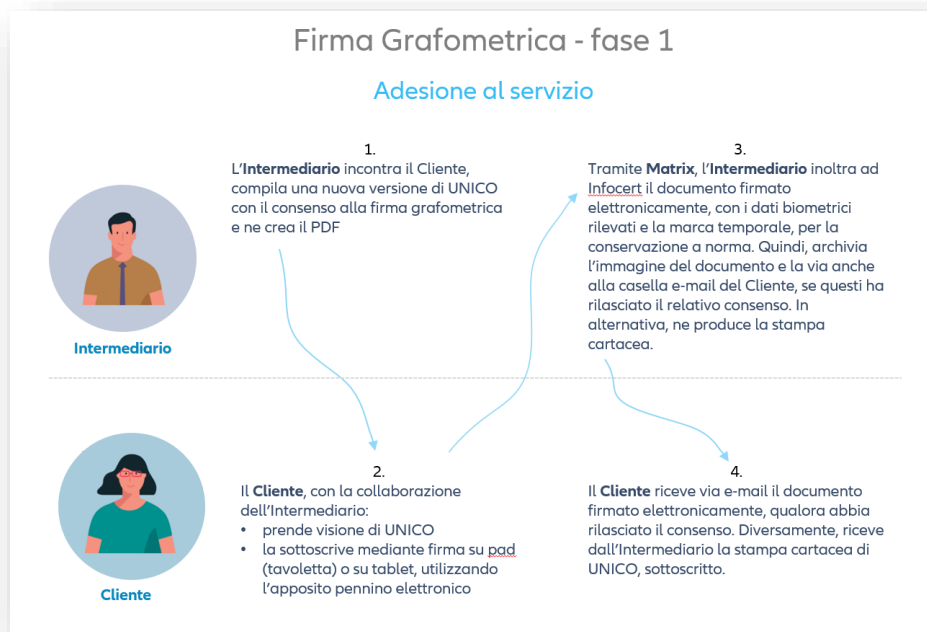 Firma Grafometrica - fase 1
Adesione al servizio
1.
L'Intermediario incontra il Cliente,
compila una nuova versione di UNICO
con il consenso alla firma grafometrica
e ne crea il PDF
Intermediario
3.
Tramite Matrix, l'Intermediario inoltra ad
Infocert il documento firmato
elettronicamente, con i dati biometrici
rilevati e la marca temporale, per la
conservazione a norma. Quindi, archivia
l'immagine del documento e la via anche
alla casella e-mail del Cliente, se questi ha
rilasciato il relativo consenso. In
alternativa, ne produce la stampa
cartacea.
2.
Il Cliente, con la collaborazione
dell'Intermediario:
• prende visione di UNICO
• la sottoscrive mediante firma su pad
(tavoletta) o su tablet, utilizzando
l'apposito pennino elettronico
Cliente
4.
Il Cliente riceve via e-mail il documento
firmato elettronicamente, qualora abbia
rilasciato il consenso. Diversamente, riceve
dall'Intermediario la stampa cartacea di
UNICO, sottoscritto.